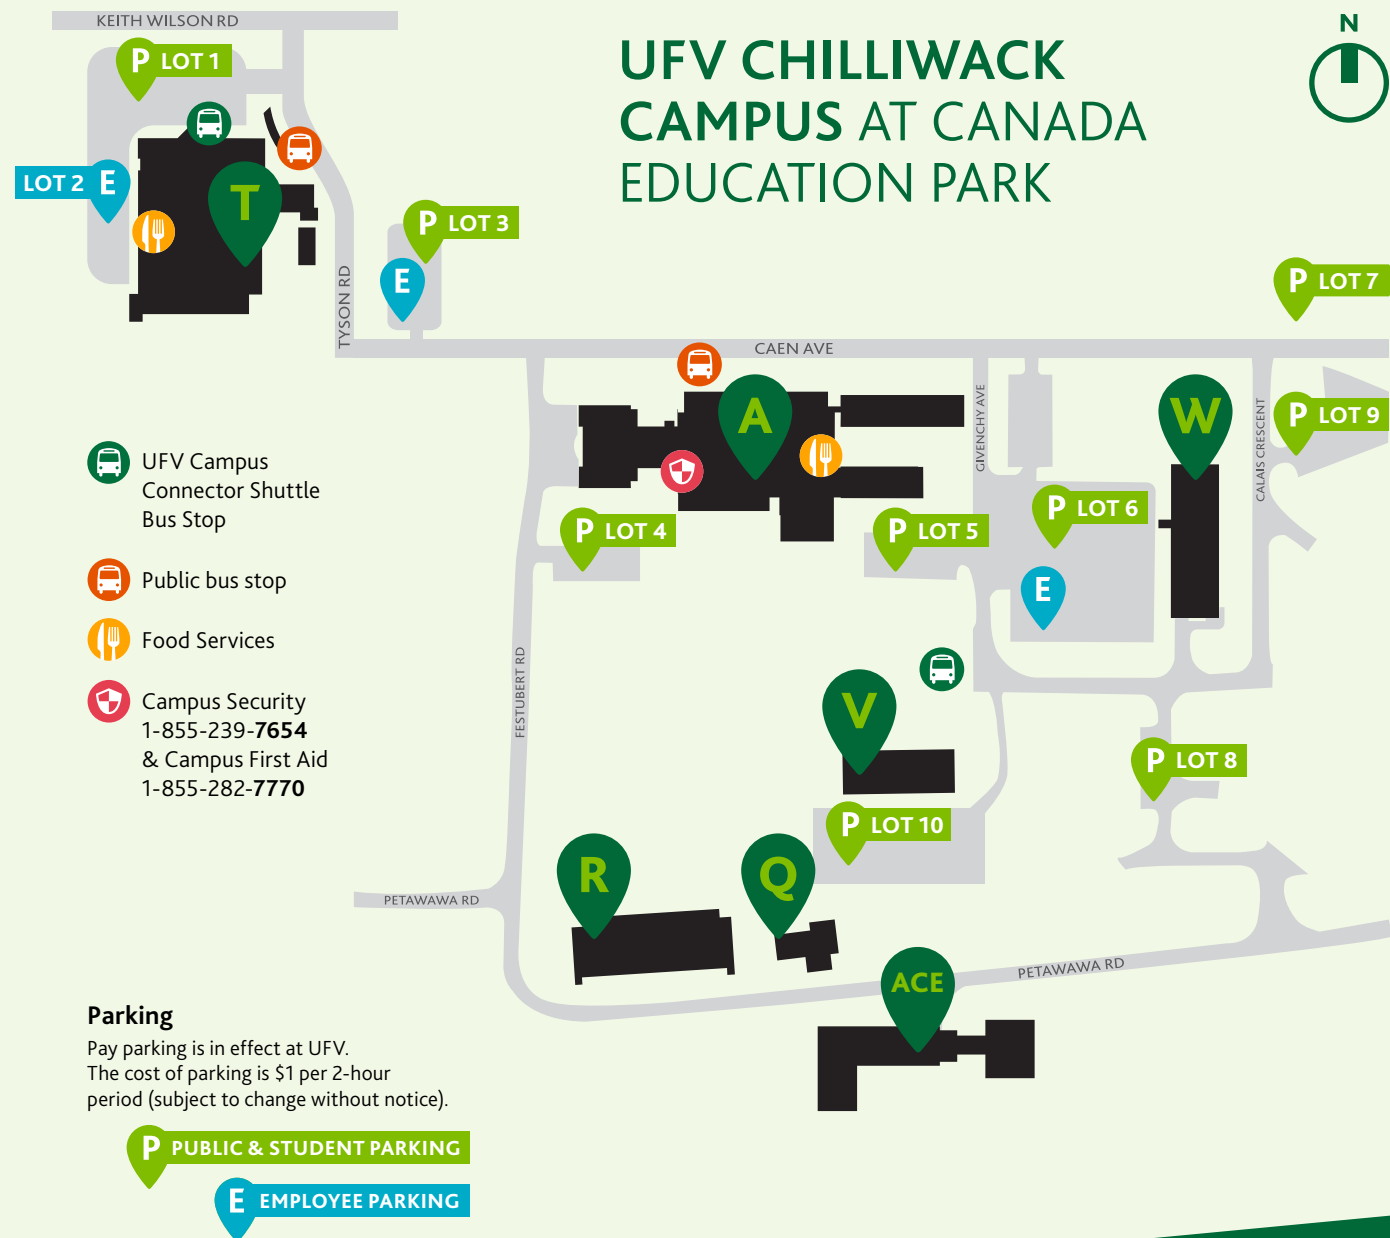 KEITH WILSON RD
P LOT 1
UFV CHILLIWACK
CAMPUS AT CANADA
EDUCATION PARK
N
LOT 2 E
T
P LOT 3
E
TYSON RD
P LOT 7
CAEN AVE
A
GIVENCHY AVE
W
CALAIS CRESCENT
P LOT 9
UFV Campus
Connector Shuttle
Bus Stop
Public bus stop
Food Services
Campus Security
1-855-239-7654
& Campus First Aid
1-855-282-7770
P LOT 4
P LOT 5
P LOT 6
E
FESTUBERT RD
V
P LOT 8
P LOT 10
R
Q
PETAWAWA RD
ACE
PETAWAWA RD
Parking
Pay parking is in effect at UFV.
The cost of parking is $1 per 2-hour
period (subject to change without notice).
P PUBLIC & STUDENT PARKING
E EMPLOYEE PARKING